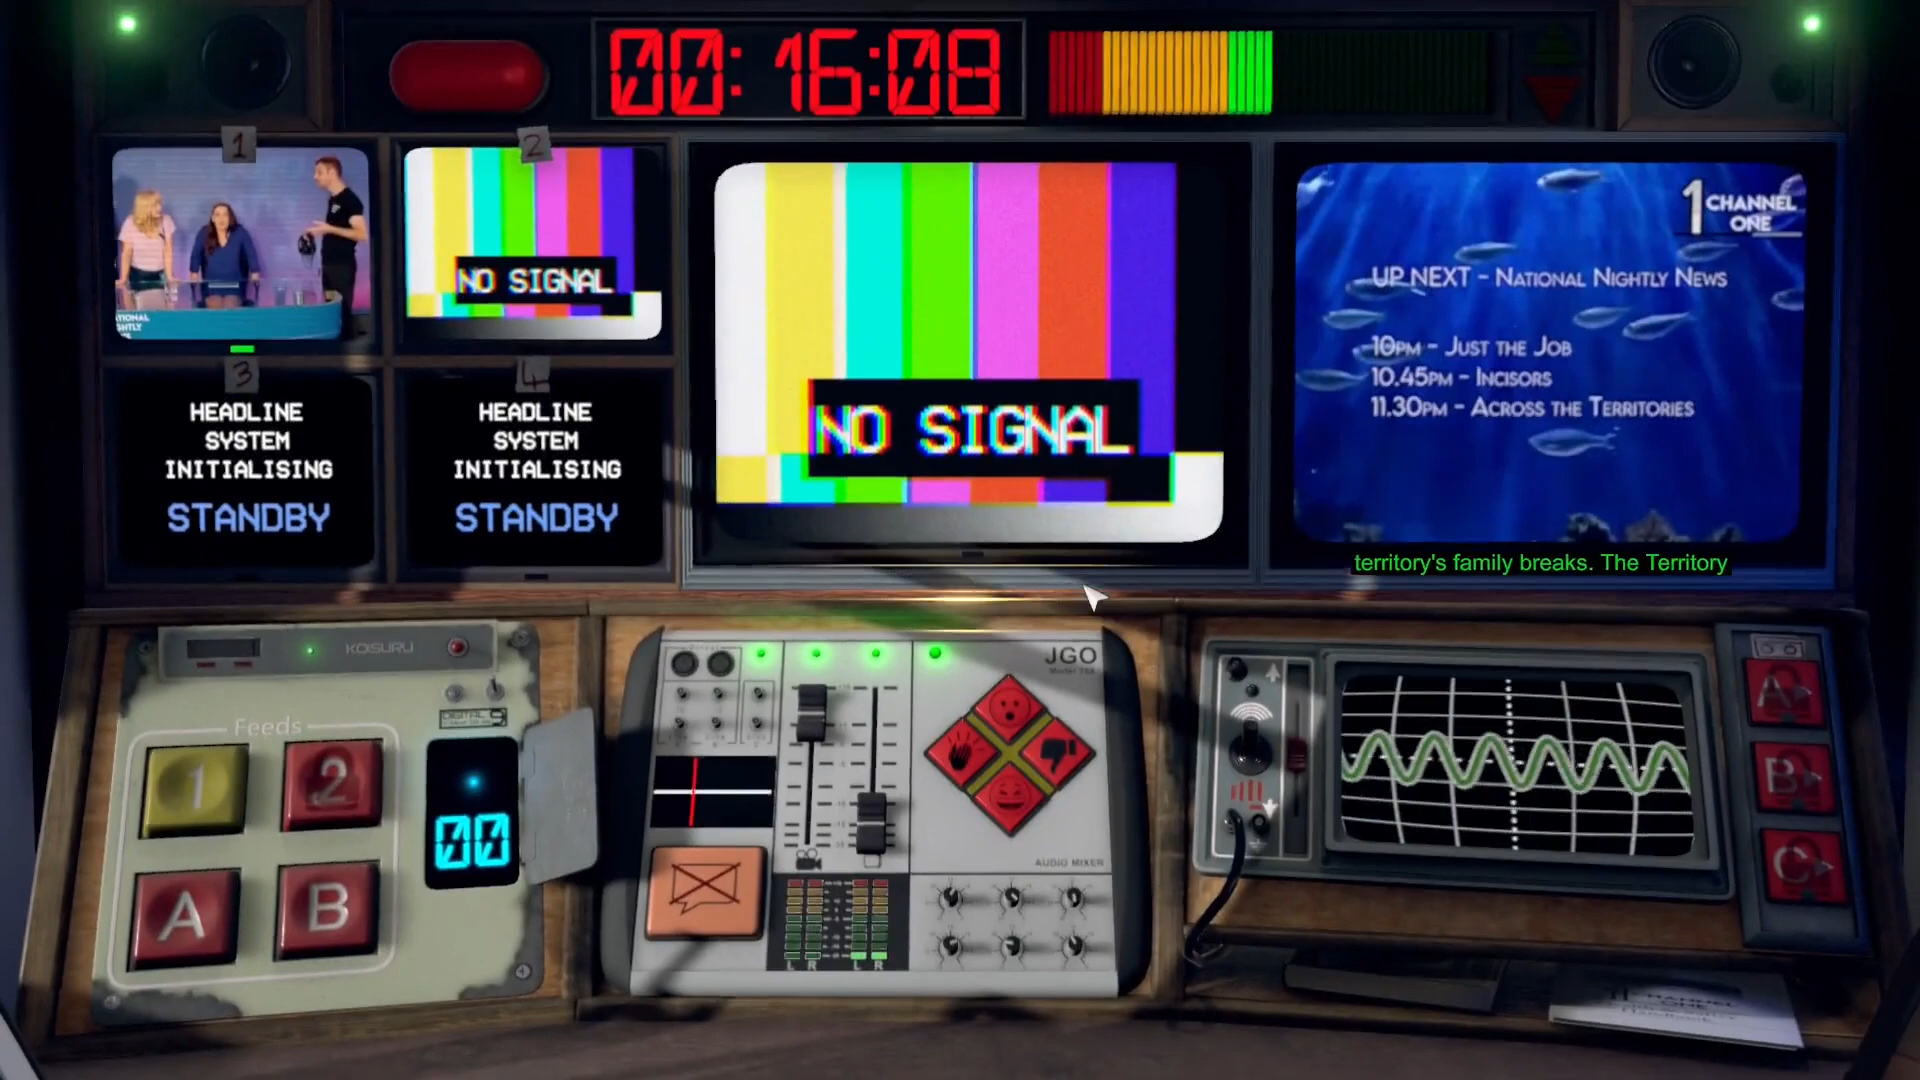 00:16:08
1
2
NO SIGNAL
NO SIGNAL
1 CHANNEL
ONE
UP NEXT - NATIONAL NIGHTLY NEWS
10PM - JUST THE JOB
10.45PM - INCISORS
11.30PM - ACROSS THE TERRITORIES
3
HEADLINE
SYSTEM
INITIALISING
STANDBY
4
HEADLINE
SYSTEM
INITIALISING
STANDBY
territory's family breaks. The Territory
KOISURU
DIGITAL
Feeds
1
2
A
B
00
JGO
AUDIO MIXER
L R L R
A
B
C